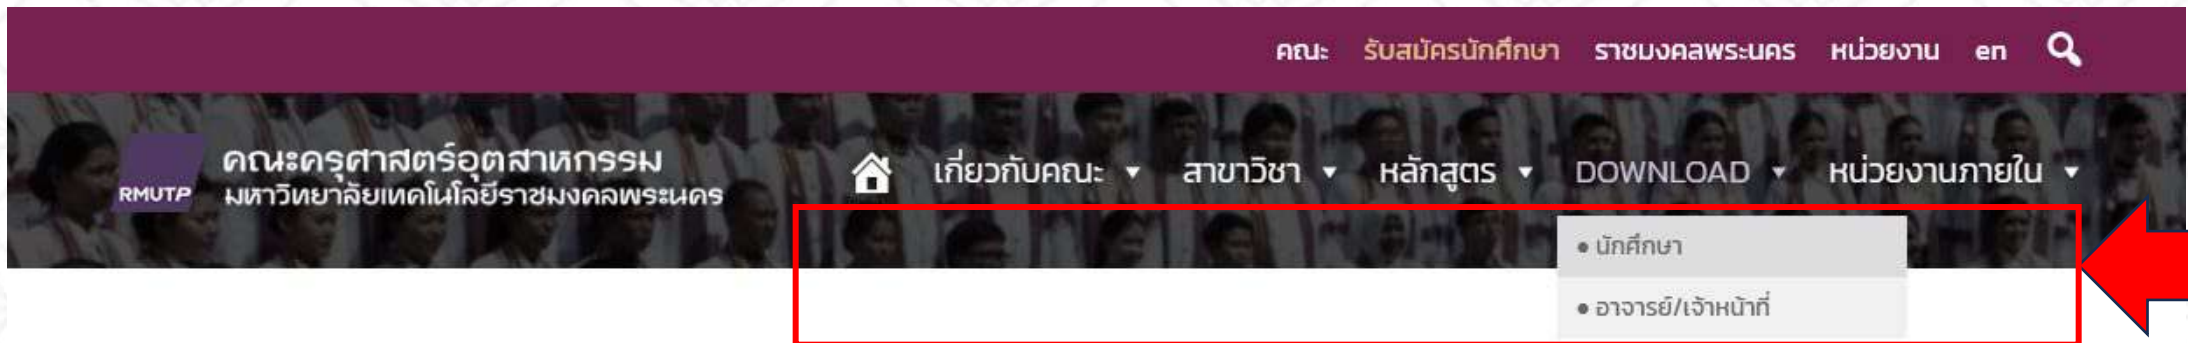 คณะ รับสมัครนักศึกษา ราชมงคลพระนคร หน่วยงาน en
RMUTP
คณะครุศาสตร์อุตสาหกรรม
มหาวิทยาลัยเทคโนโลยีราชมงคลพระนคร
เกี่ยวกับคณะ สาขาวิชา หลักสูตร DOWNLOAD หน่วยงานภายใน
• นักศึกษา
• อาจารย์/เจ้าหน้าที่